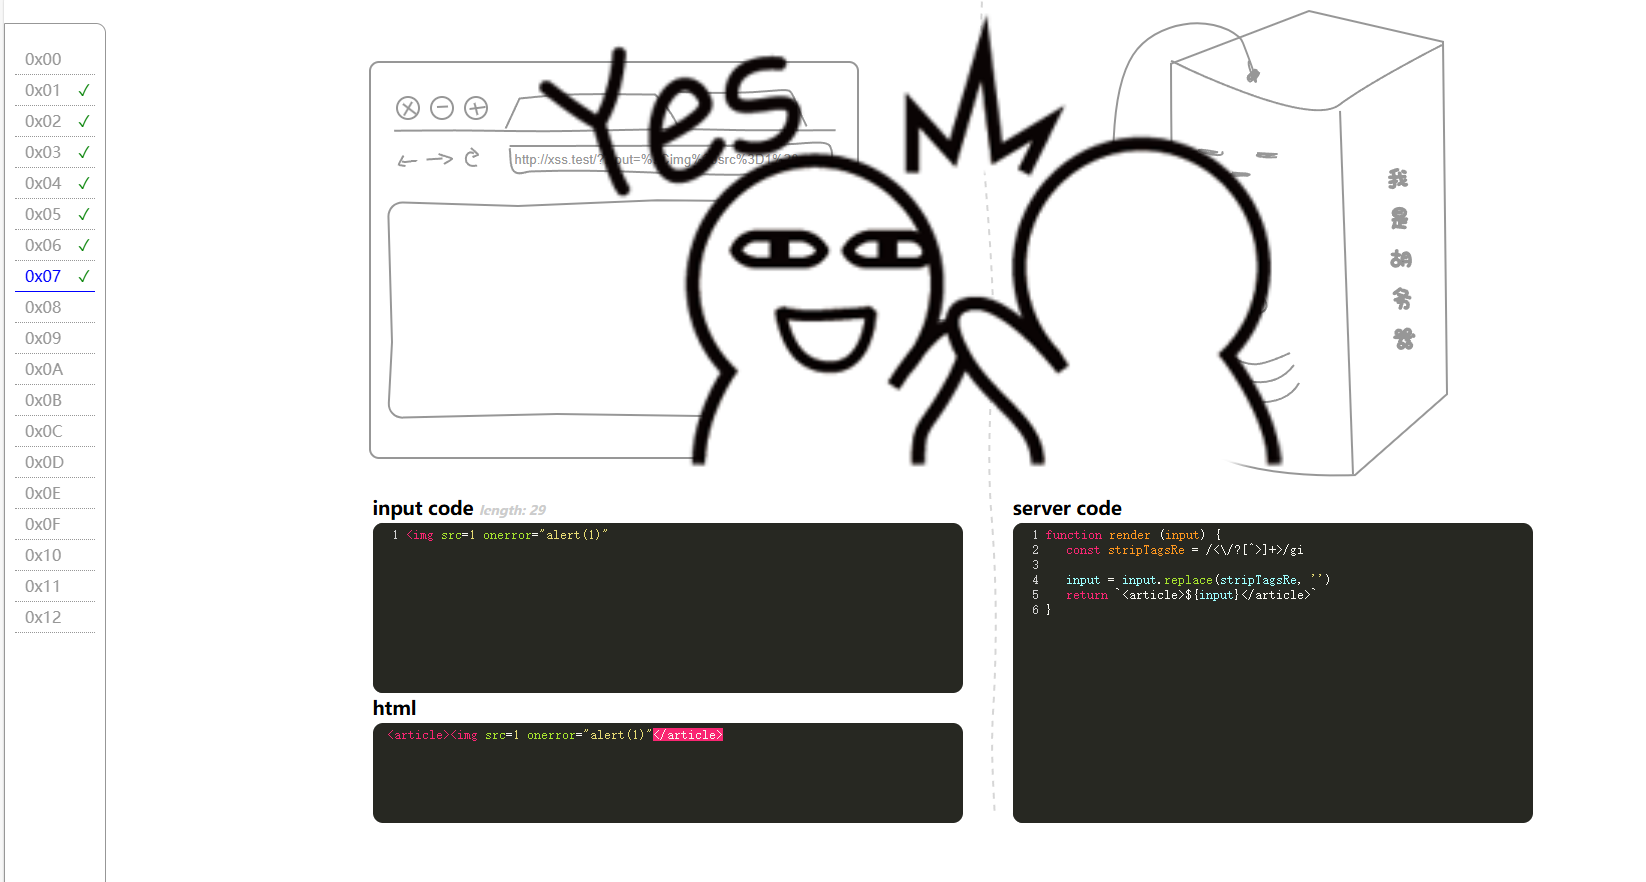 0x00
0x01 ✓
0x02 ✓
0x03 ✓
0x04 ✓
0x05 ✓
0x06 ✓
0x07 ✓
0x08
0x09
0x0A
0x0B
0x0C
0x0D
0x0E
0x0F
0x10
0x11
0x12
Yes
http://xss.test/?
我
是
胡
务
器
input code length: 29
1 <img src=1 onerror="alert(1)"
html
<article><img src=1 onerror="alert(1)"</article>
server code
1 function render (input) {
2 const stripTagsRe = /<\/?[^>]+>/gi
3
4 input = input.replace(stripTagsRe, '')
5 return `<article>${input}</article>`
6 }